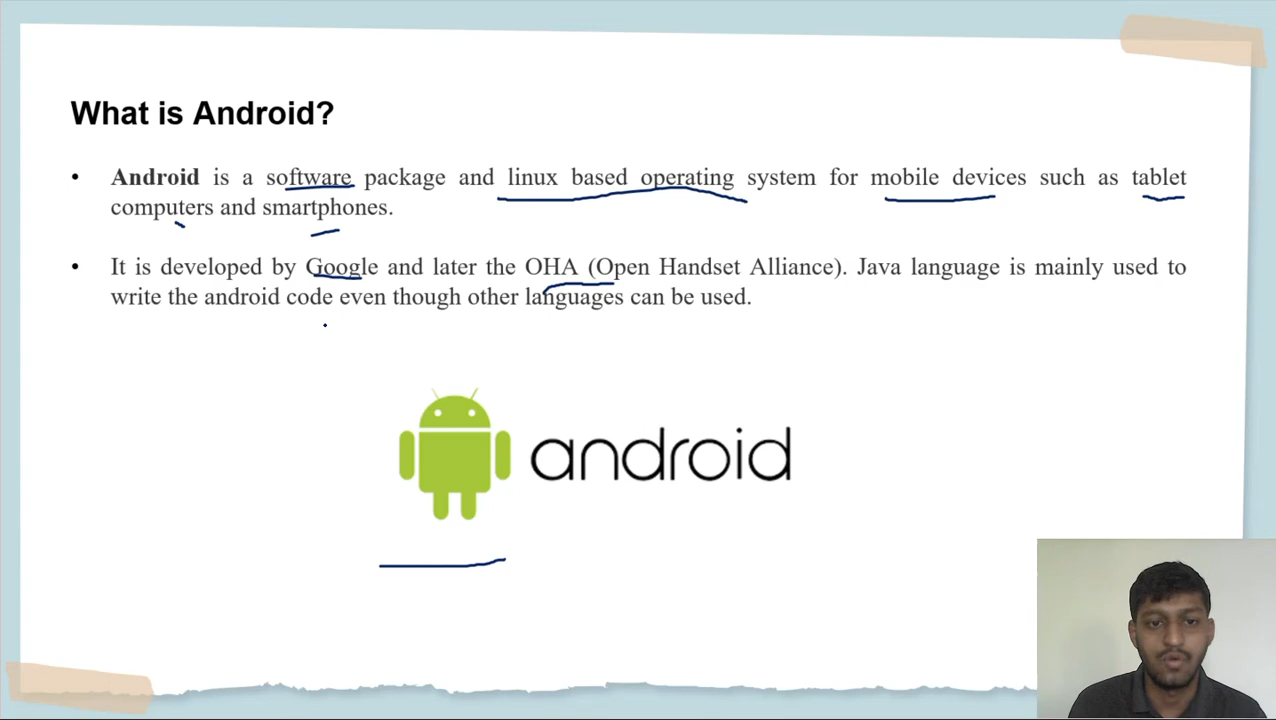 What is Android?
• Android is a software package and linux based operating system for mobile devices such as tablet
computers and smartphones.
• It is developed by Google and later the OHA (Open Handset Alliance). Java language is mainly used to
write the android code even though other languages can be used.
android